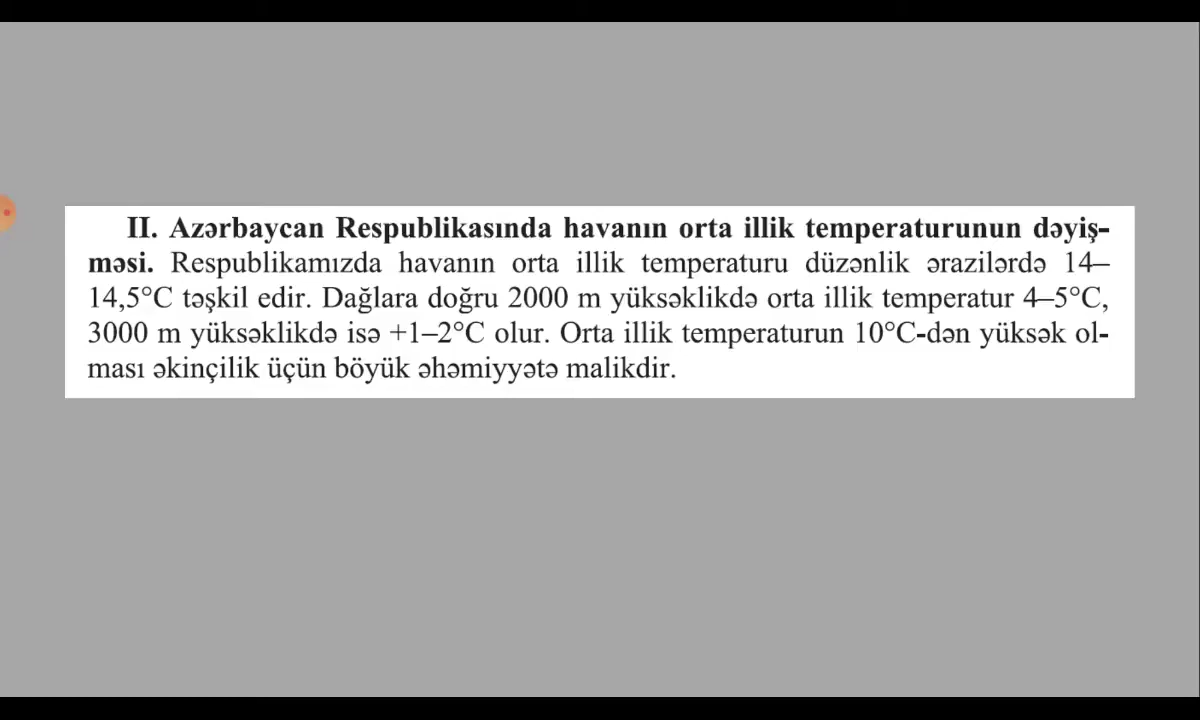 II. Azərbaycan Respublikasında havanın orta illik temperaturunun dəyiş-
məsi. Respublikamızda havanın orta illik temperaturu düzənlik ərazilərdə 14–
14,5°C təşkil edir. Dağlara doğru 2000 m yüksəklikdə orta illik temperatur 4–5°C,
3000 m yüksəklikdə isə +1–2°C olur. Orta illik temperaturun 10°C-dən yüksək ol-
ması əkinçilik üçün böyük əhəmiyyətə malikdir.